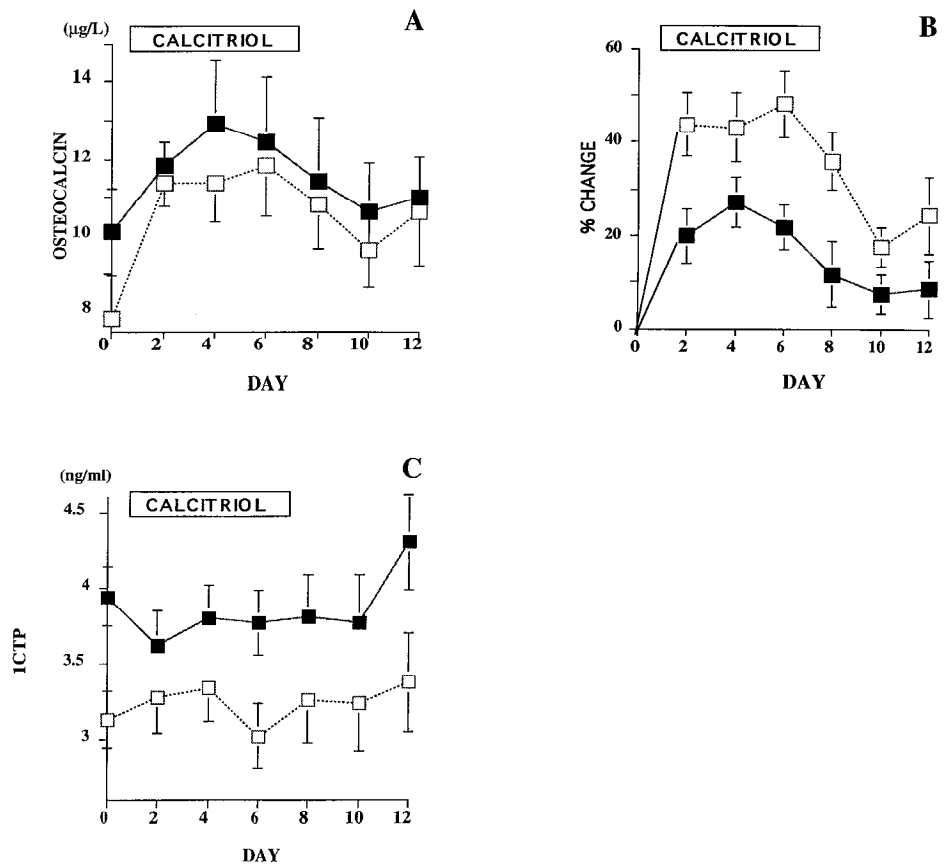 (µg/L)
CALCITRIOL
A
14
12
10
8
OSTEOCALCIN
0 2 4 6 8 10 12
DAY
CALCITRIOL
B
60
40
20
0
% CHANGE
2 4 6 8 10 12
DAY
(ng/ml)
CALCITRIOL
C
4.5
4
3.5
3
1CTP
0 2 4 6 8 10 12
DAY